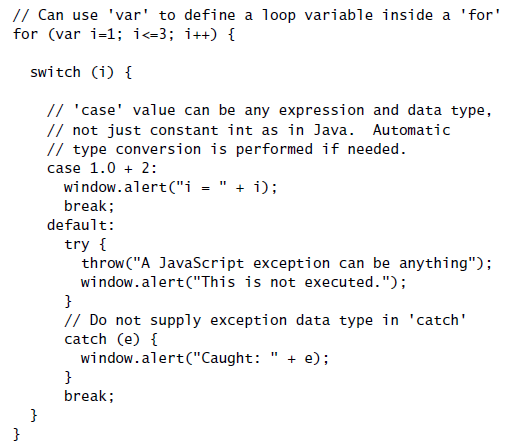 // Can use 'var' to define a loop variable inside a 'for'
for (var i=1; i<=3; i++) {
switch (i) {
// 'case' value can be any expression and data type,
// not just constant int as in Java.  Automatic
// type conversion is performed if needed.
case 1.0 + 2:
window.alert("i = " + i);
break;
default:
try {
throw("A JavaScript exception can be anything");
window.alert("This is not executed.");
}
// Do not supply exception data type in 'catch'
catch (e) {
window.alert("Caught: " + e);
}
break;
}
}